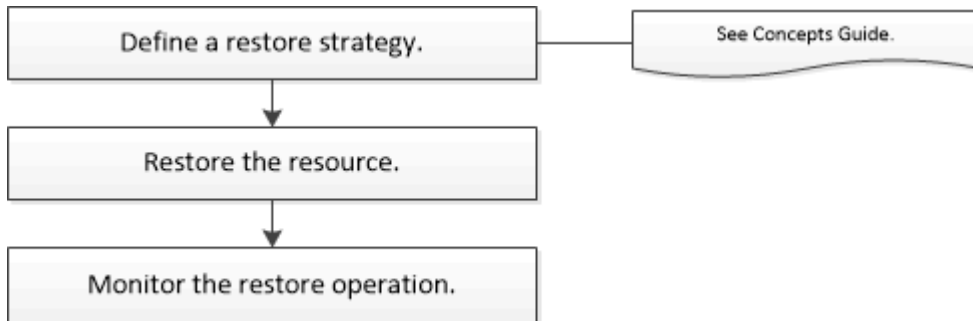 Define a restore strategy.
See Concepts Guide.
Restore the resource.
Monitor the restore operation.